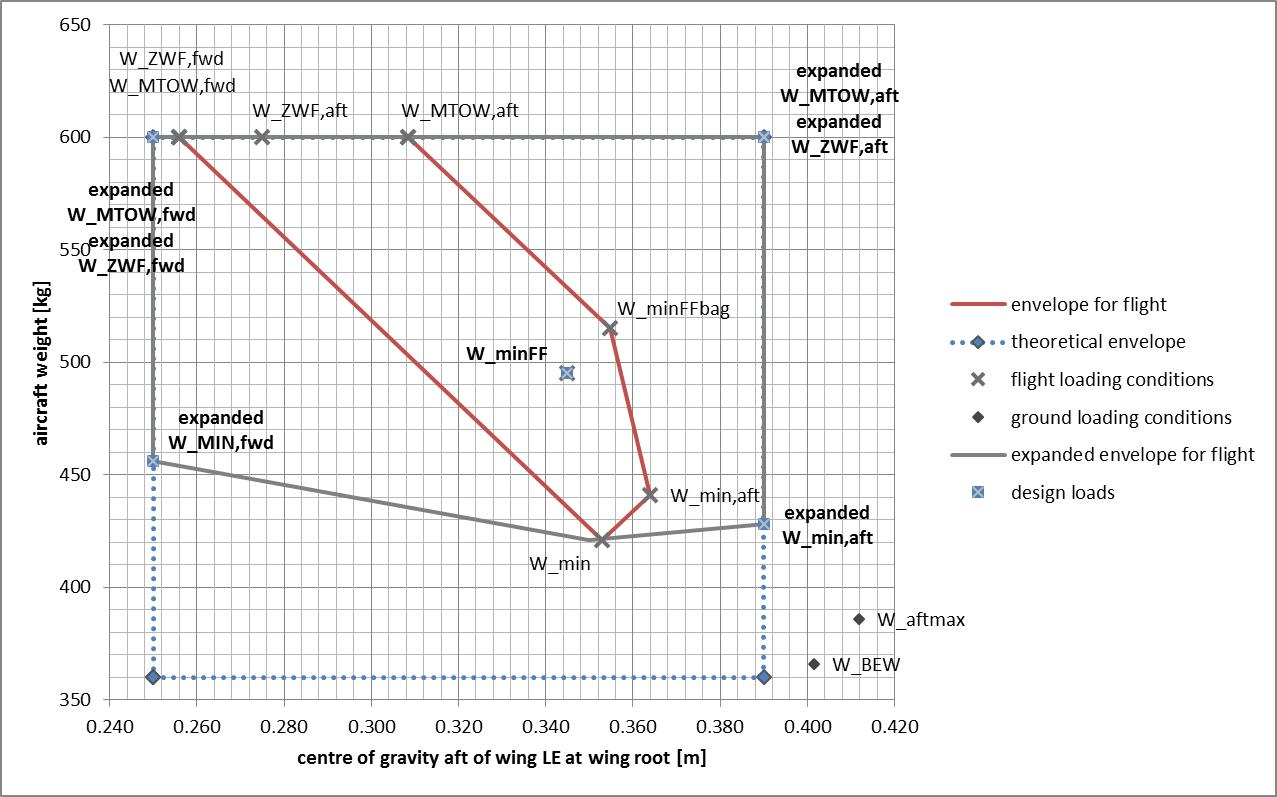 650
W_ZWF,fwd
W_MTOW,fwd
W_ZWF,aft
W_MTOW,aft
expanded
W_MTOW,aft
expanded
W_ZWF,aft
600
expanded
W_MTOW,fwd
expanded
W_ZWF,fwd
550
W_minFFbag
W_minFF
500
expanded
W_MIN,fwd
450
W_min,aft
expanded
W_min,aft
W_min
400
W_aftmax
W_BEW
350
0.240 0.260 0.280 0.300 0.320 0.340 0.360 0.380 0.400 0.420
centre of gravity aft of wing LE at wing root [m]
aircraft weight [kg]
envelope for flight
theoretical envelope
flight loading conditions
ground loading conditions
expanded envelope for flight
design loads